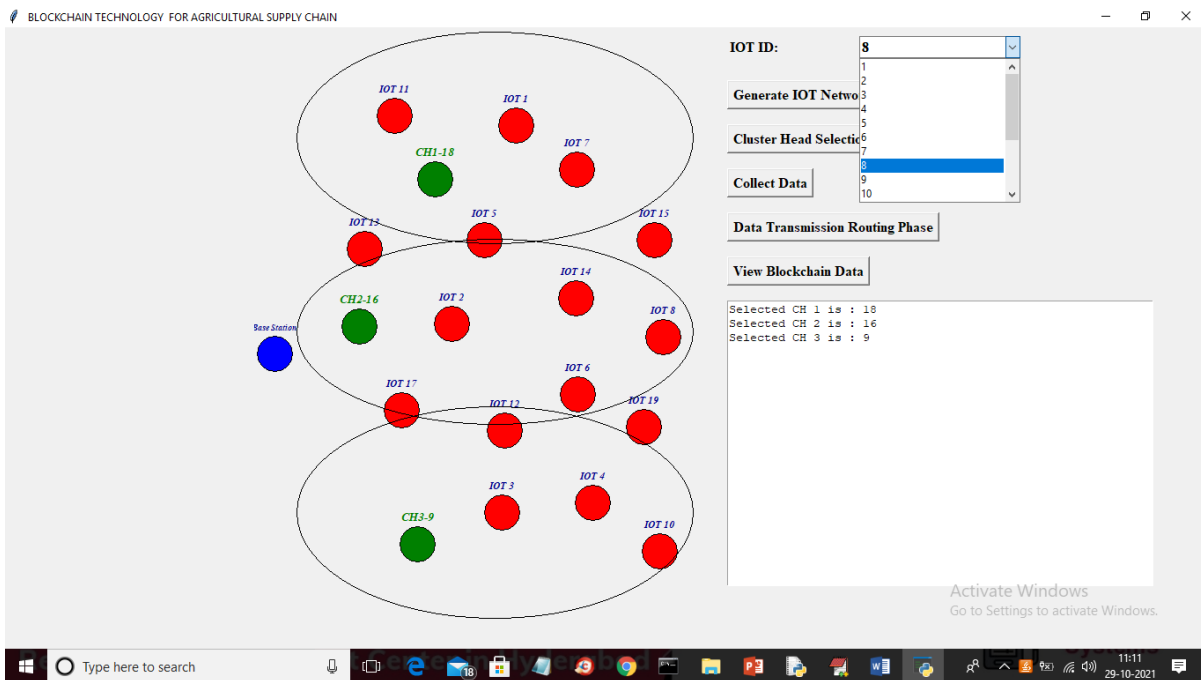 BLOCKCHAIN TECHNOLOGY FOR AGRICULTURAL SUPPLY CHAIN
IOT ID:
8
1
2
3
4
5
6
7
8
9
10
Generate IOT Netwo
Cluster Head Selectio
Collect Data
Data Transmission Routing Phase
View Blockchain Data
Selected CH 1 is : 18
Selected CH 2 is : 16
Selected CH 3 is : 9
IOT 11
IOT 1
IOT 7
CH1-18
IOT 5
IOT 15
IOT 13
IOT 14
CH2-16
IOT 2
IOT 8
Base Station
IOT 6
IOT 17
IOT 12
IOT 19
IOT 3
IOT 4
CH3-9
IOT 10
Activate Windows
Go to Settings to activate Windows.
Type here to search
18
11:11
29-10-2021